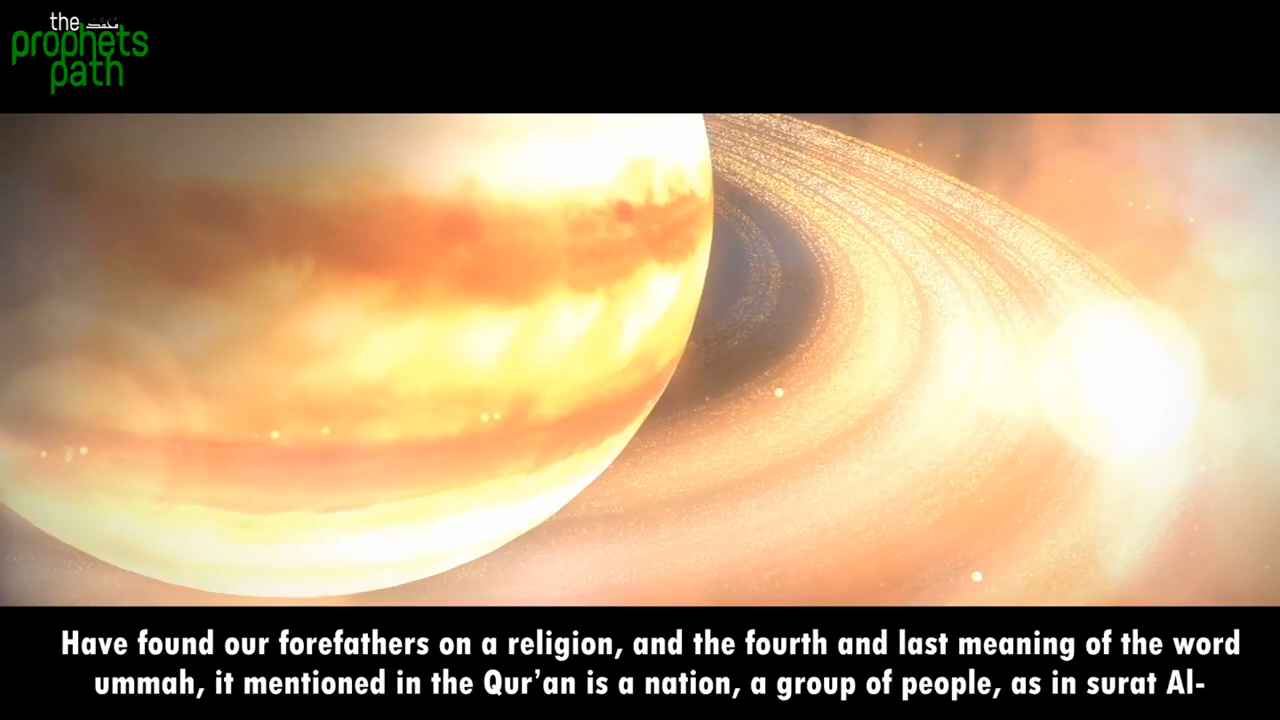 the محمد
prophets
path
Have found our forefathers on a religion, and the fourth and last meaning of the word
ummah, it mentioned in the Qur’an is a nation, a group of people, as in surat Al-